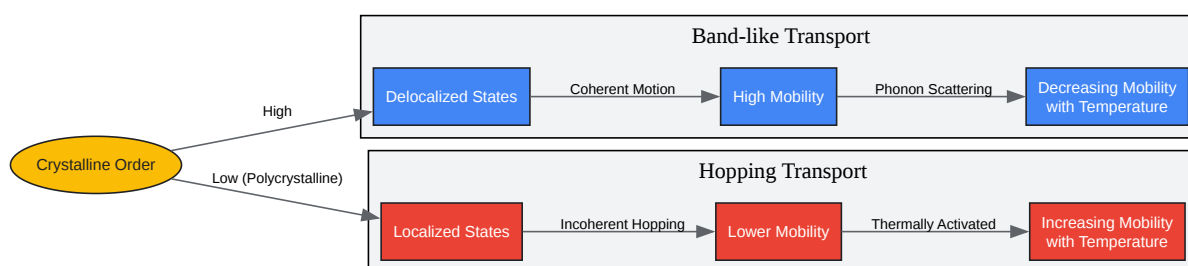 Band-like Transport
Delocalized States
Coherent Motion
High Mobility
Phonon Scattering
Decreasing Mobility
with Temperature
High
Crystalline Order
Low (Polycrystalline)
Hopping Transport
Localized States
Incoherent Hopping
Lower Mobility
Thermally Activated
Increasing Mobility
with Temperature